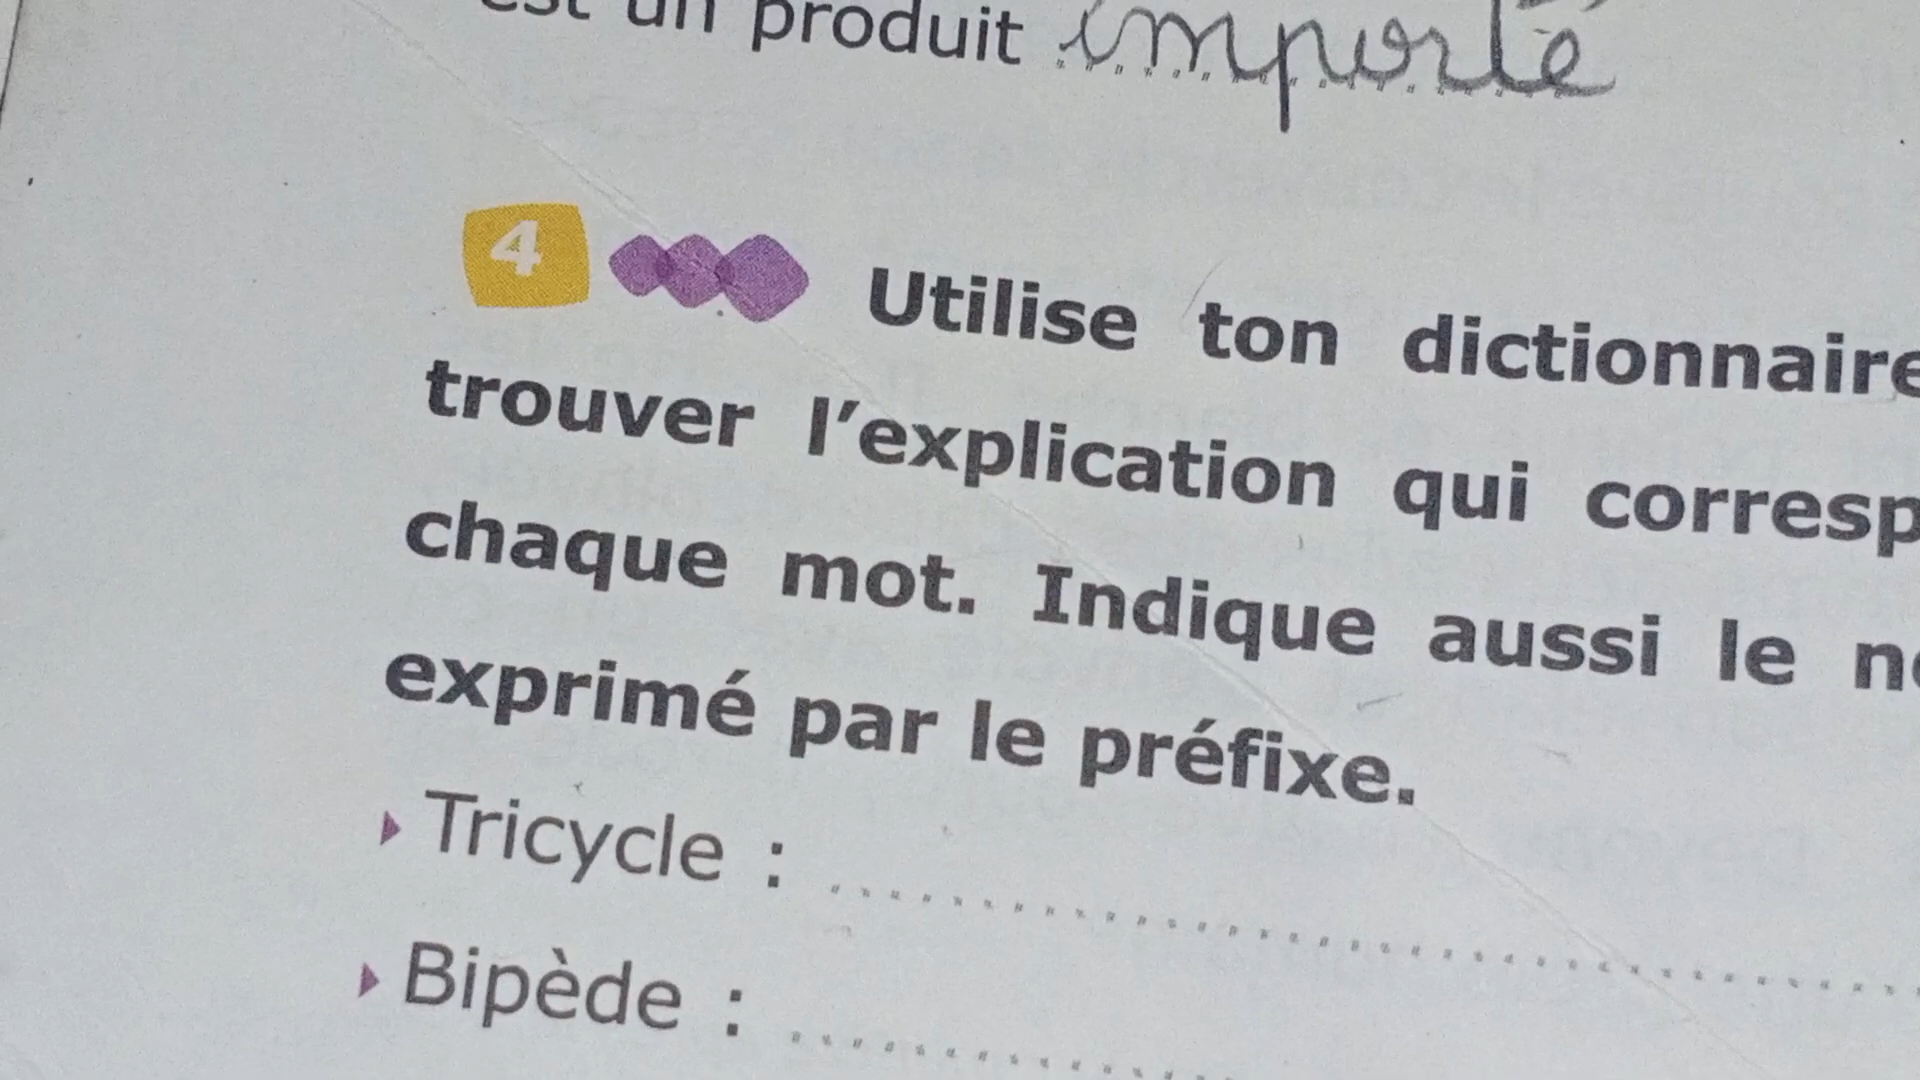 un produit importé
4 Utilise ton dictionnaire
trouver l'explication qui corresp
chaque mot. Indique aussi le
exprimé par le préfixe.
Tricycle :
Bipède :